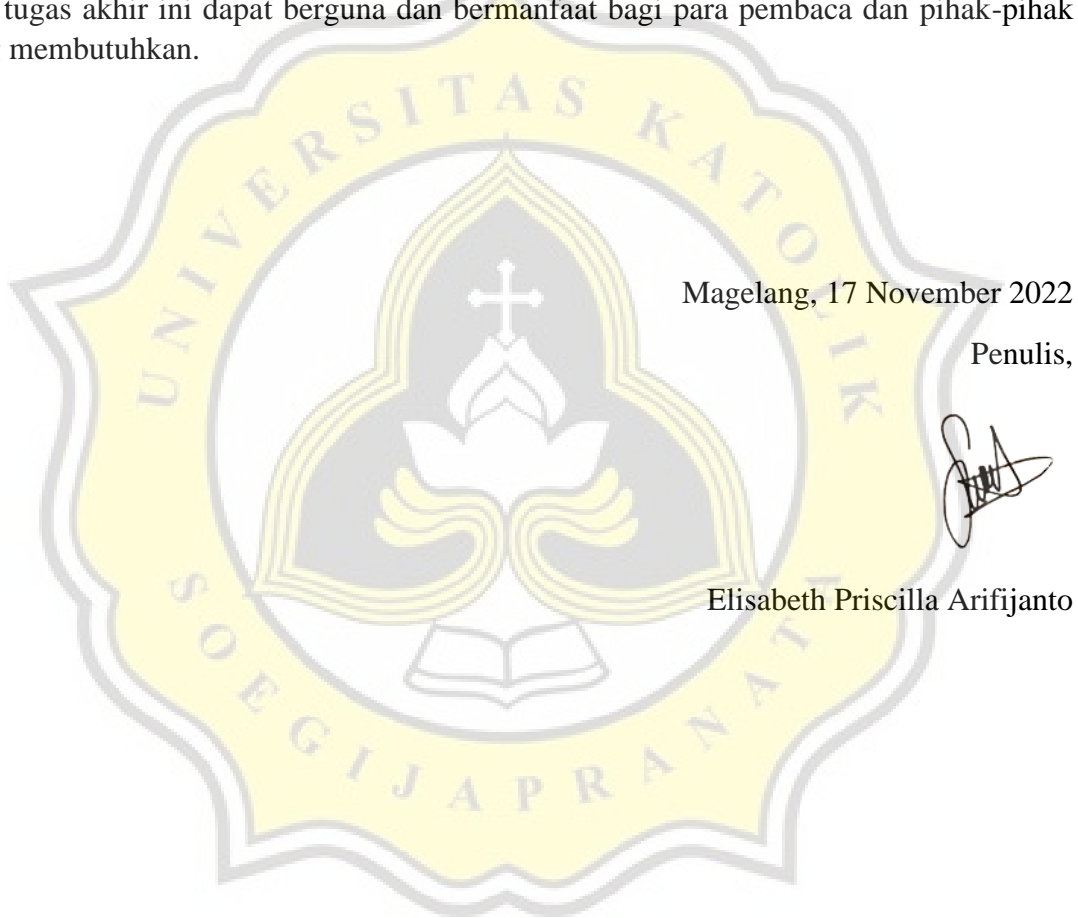 tugas akhir ini dapat berguna dan bermanfaat bagi para pembaca dan pihak-pihak
membutuhkan.
UNIVERSITAS KATOLIK
Magelang, 17 November 2022
Penulis,
Elisabeth Priscilla Arifijanto
SOEGIJAPRANATA